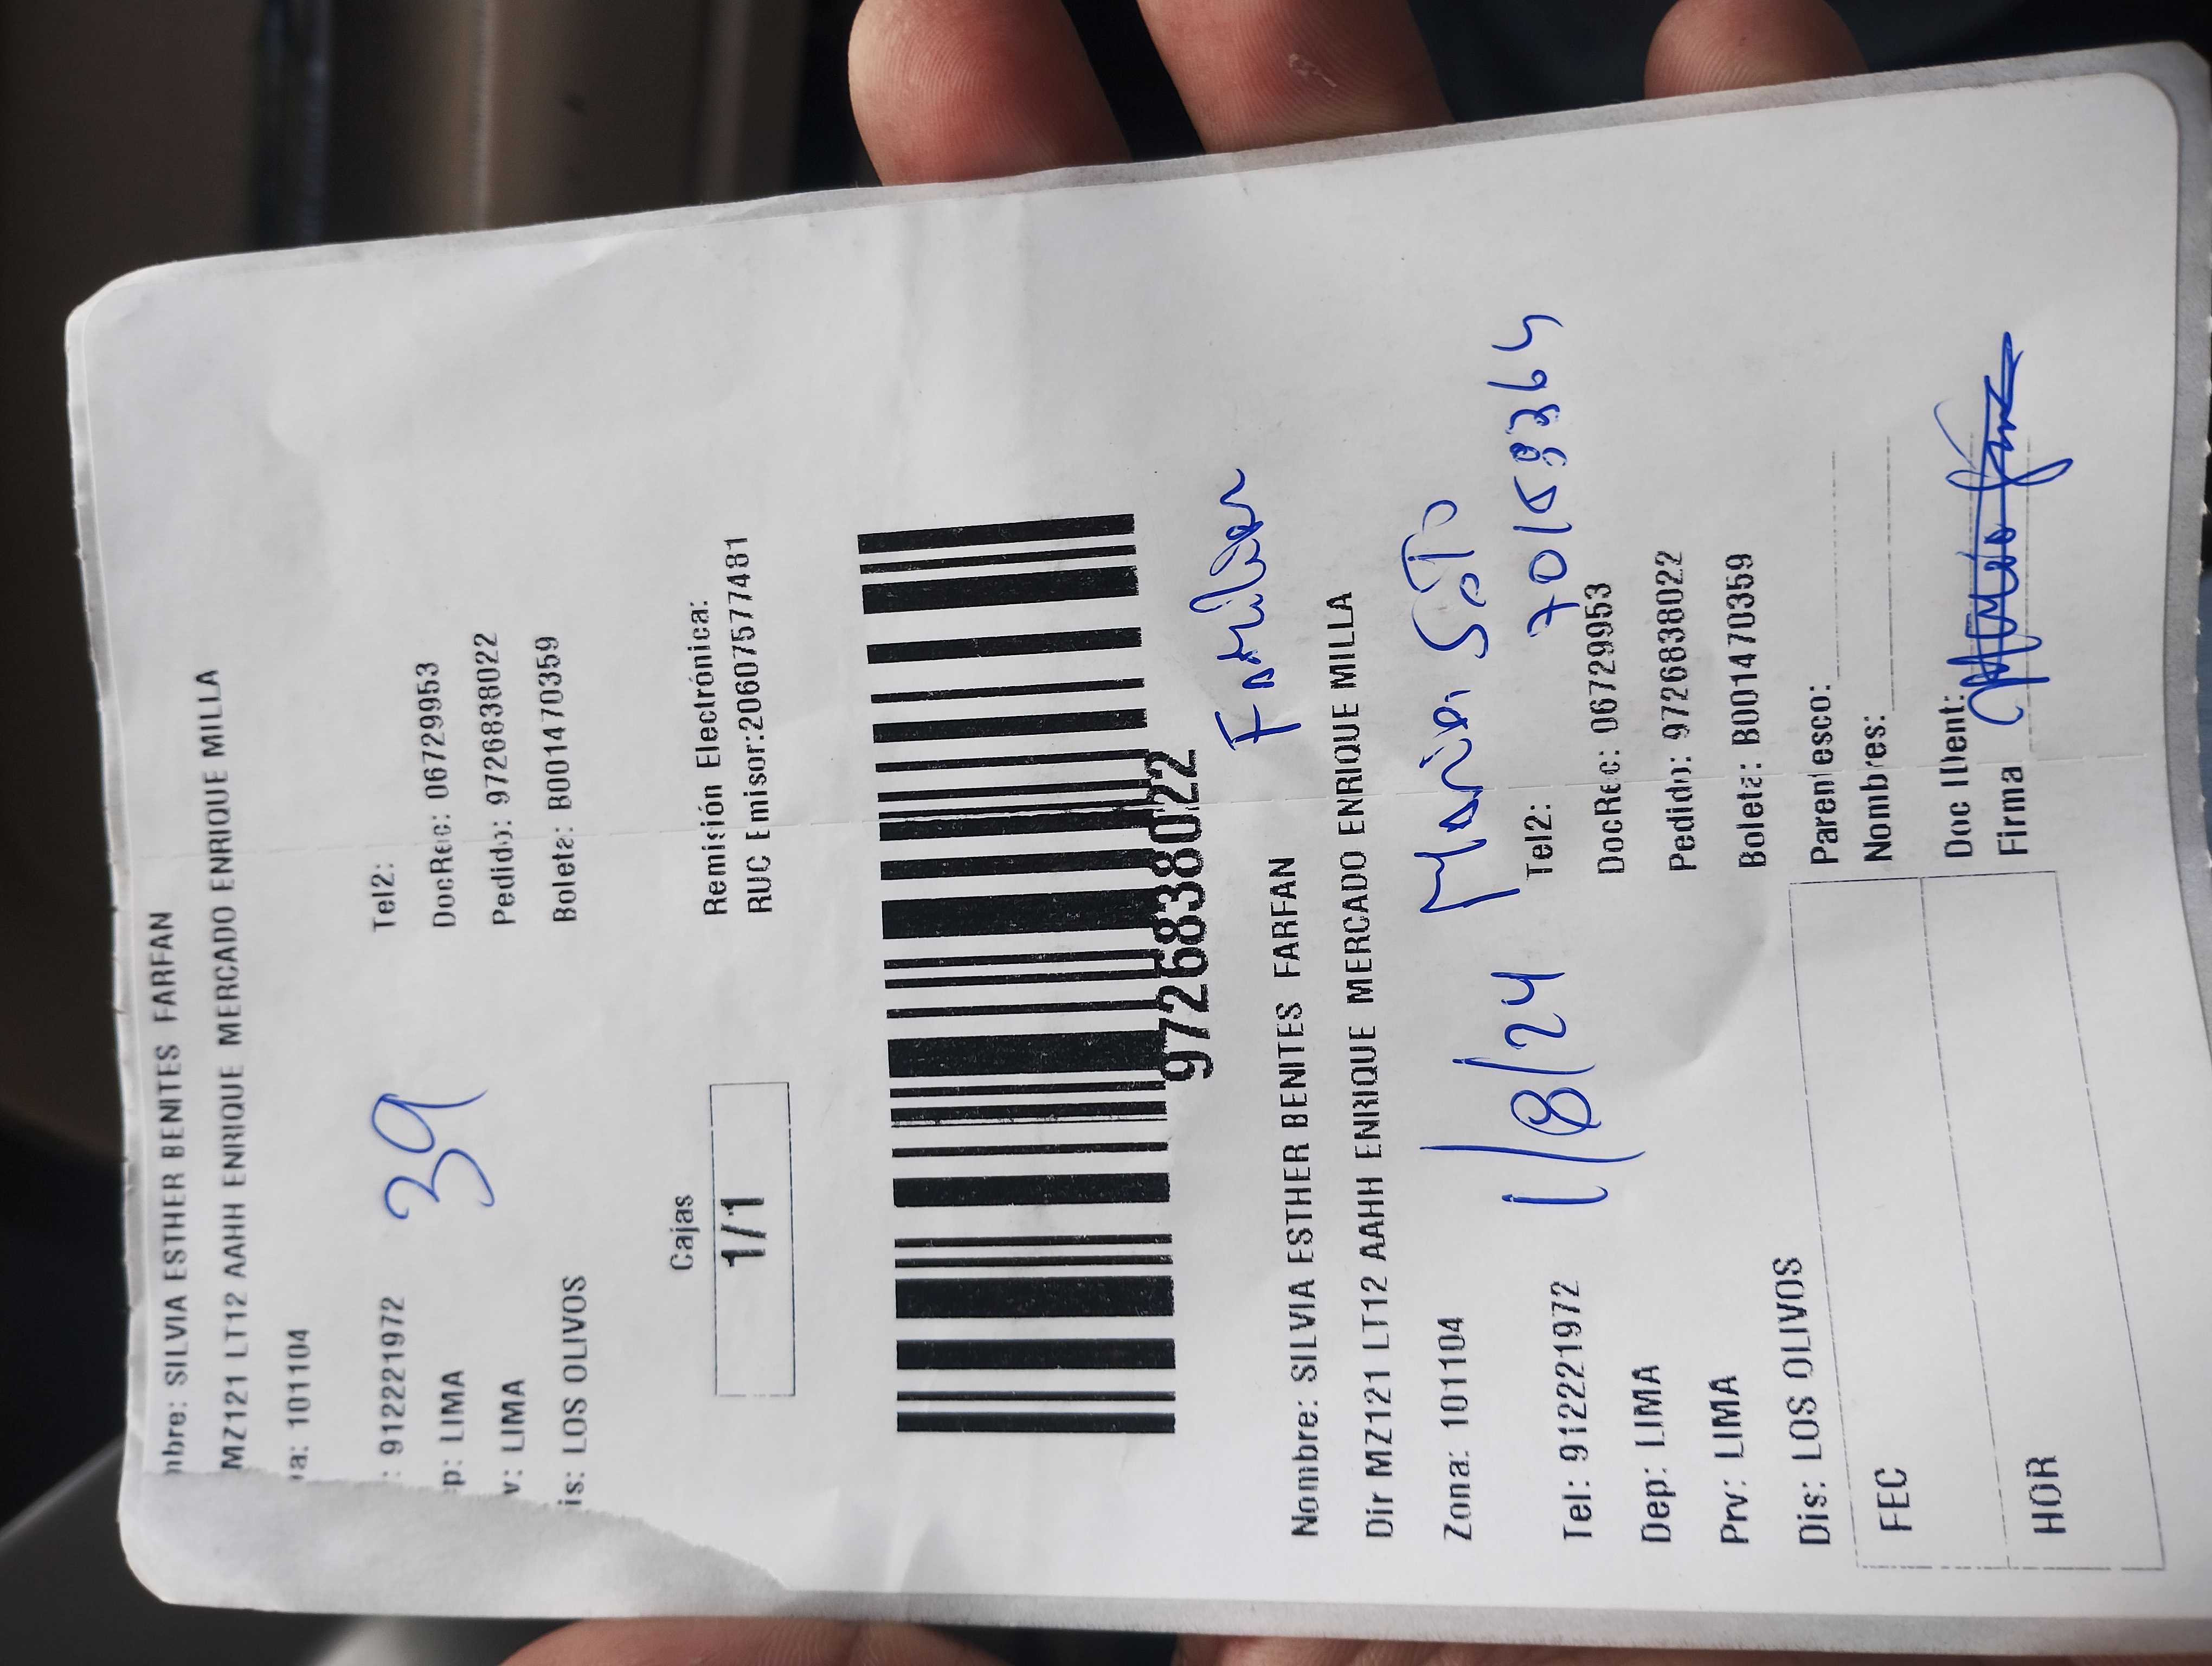 mbre: SILVIA ESTHER BENITES FARFAN
MZ121 LT12 AAHH ENRIQUE MERCADO ENRIQUE MILLA
a: 101104
: 912221972
39
Tel2:
p: LIMA
DocRec: 06729953
v: LIMA
Pedido: 9726838022
is: LOS OLIVOS
Boleta: B001470359
Cajas
1/1
Remisión Electrónica:
RUC Emisor:20607577481
9726838022
Familiar
Nombre: SILVIA ESTHER BENITES FARFAN
Dir MZ121 LT12 AAHH ENRIQUE MERCADO ENRIQUE MILLA
Zona: 101104
1/8/24
Maria Soto
Tel: 912221972
Tel2:
Dep: LIMA
DocRec: 06729953
Prv: LIMA
Pedido: 9726838022
Dis: LOS OLIVOS
Boleta: B001470359
FEC
Parentesco:
Nombres:
HOR
Doc IDent:
Firma